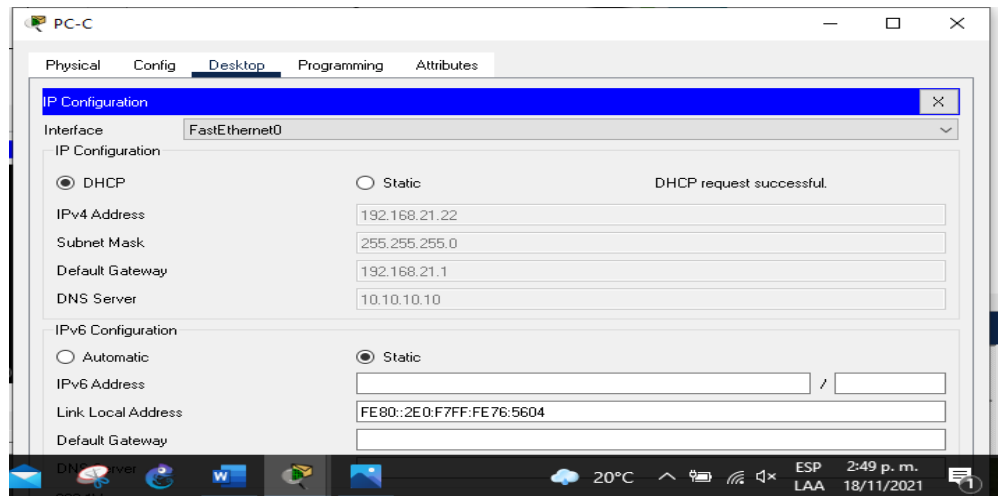 PC-C
Physical Config Desktop Programming Attributes
IP Configuration
Interface FastEthernet0
IP Configuration
DHCP Static DHCP request successful.
IPv4 Address 192.168.21.22
Subnet Mask 255.255.255.0
Default Gateway 192.168.21.1
DNS Server 10.10.10.10
IPv6 Configuration
Automatic Static
IPv6 Address /
Link Local Address FE80::2E0:F7FF:FE76:5604
Default Gateway
20°C ESP 2:49 p. m.
LAA 18/11/2021 1